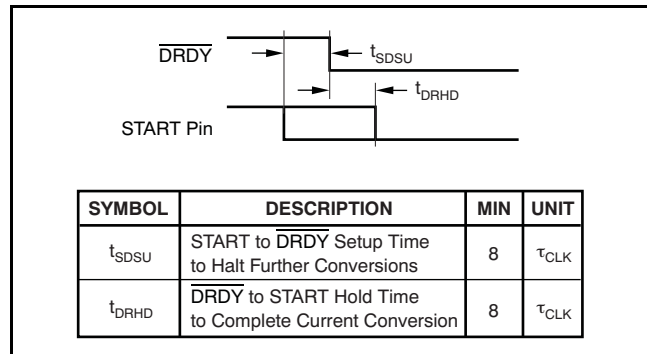 DRDY
tSDSU
tDRHD
START Pin
SYMBOL DESCRIPTION MIN UNIT
tSDSU START to DRDY Setup Time to Halt Further Conversions 8 τCLK
tDRHD DRDY to START Hold Time to Complete Current Conversion 8 τCLK